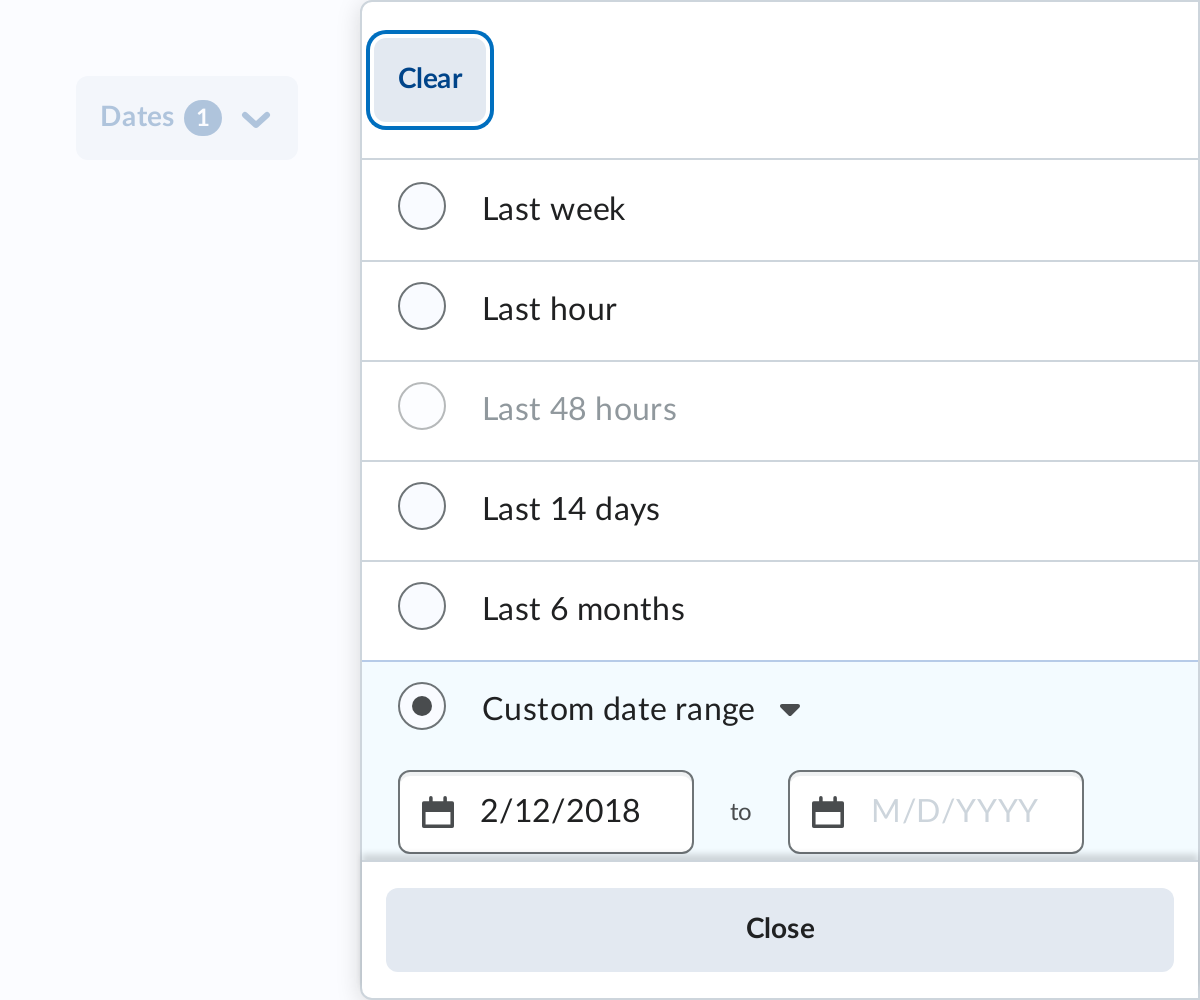 Clear
Dates 1
Last week
Last hour
Last 48 hours
Last 14 days
Last 6 months
Custom date range
2/12/2018 to M/D/YYYY
Close